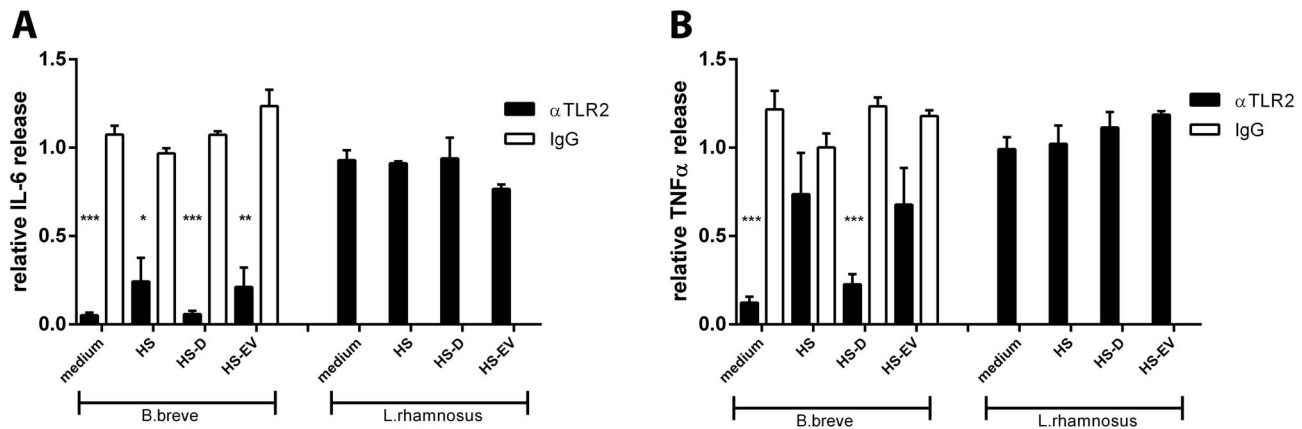 A
relative IL-6 release
1.5
1.0
0.5
0.0
***
*
***
**
αTLR2
IgG
medium
HS
HS-D
HS-EV
medium
HS
HS-D
HS-EV
B.breve
L.rhamnosus
B
relative TNFα release
1.5
1.0
0.5
0.0
***
***
αTLR2
IgG
medium
HS
HS-D
HS-EV
medium
HS
HS-D
HS-EV
B.breve
L.rhamnosus